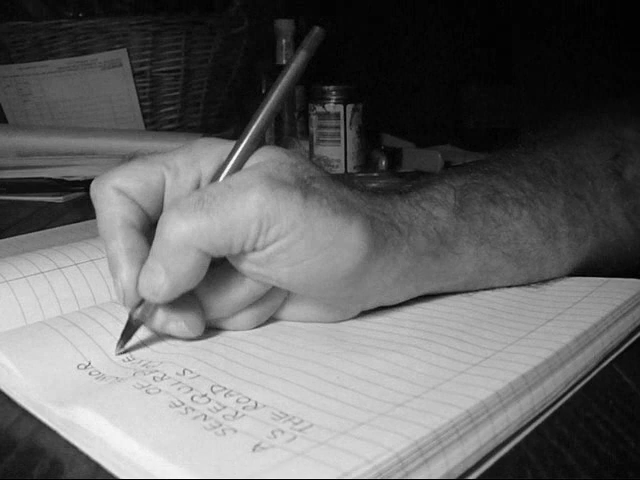 A SENSE OF HUMOR
IS REQUIRED
THE ROAD IS